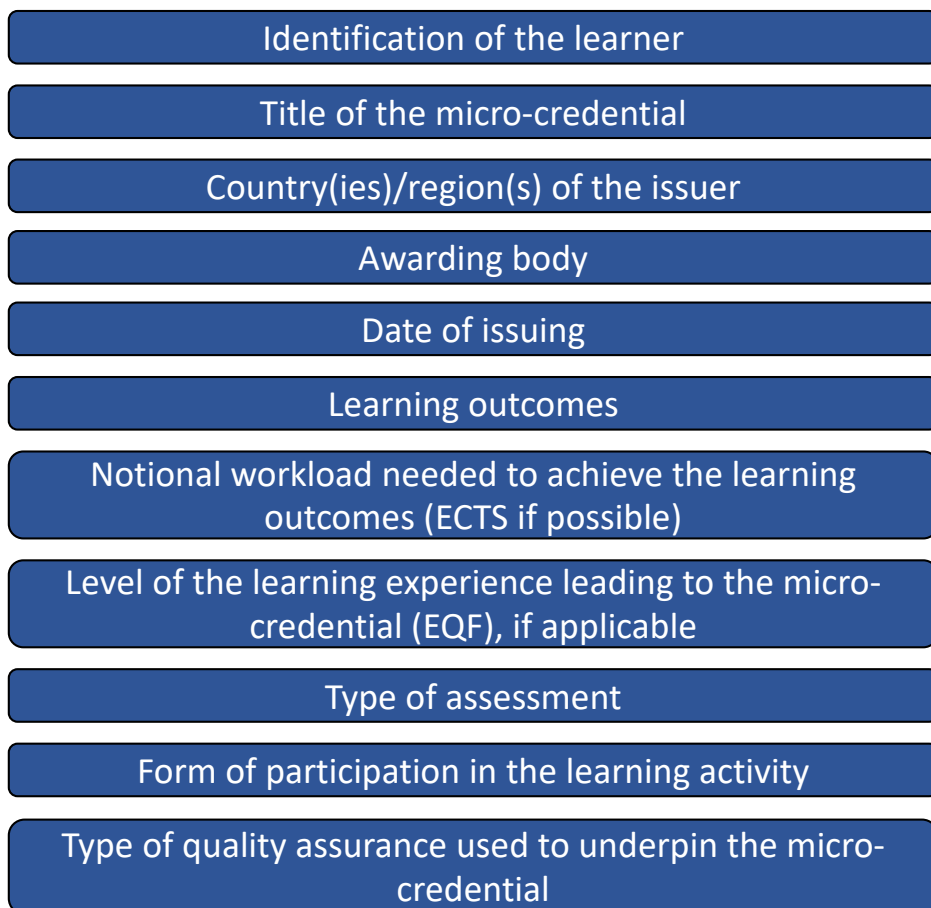 Identification of the learner
Title of the micro-credential
Country(ies)/region(s) of the issuer
Awarding body
Date of issuing
Learning outcomes
Notional workload needed to achieve the learning
outcomes (ECTS if possible)
Level of the learning experience leading to the micro-
credential (EQF), if applicable
Type of assessment
Form of participation in the learning activity
Type of quality assurance used to underpin the micro-
credential